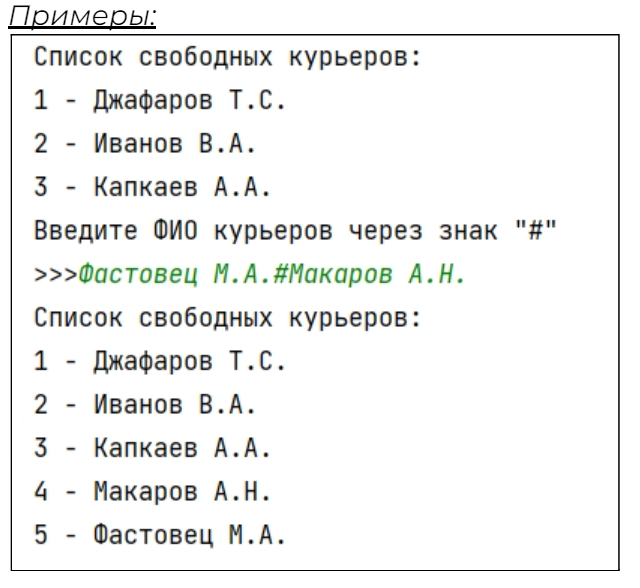 Примеры:
Список свободных курьеров:
1 - Джафаров Т.С.
2 - Иванов В.А.
3 - Капкаев А.А.
Введите ФИО курьеров через знак "#"
>>>Фастовец М.А.#Макаров А.Н.
Список свободных курьеров:
1 - Джафаров Т.С.
2 - Иванов В.А.
3 - Капкаев А.А.
4 - Макаров А.Н.
5 - Фастовец М.А.